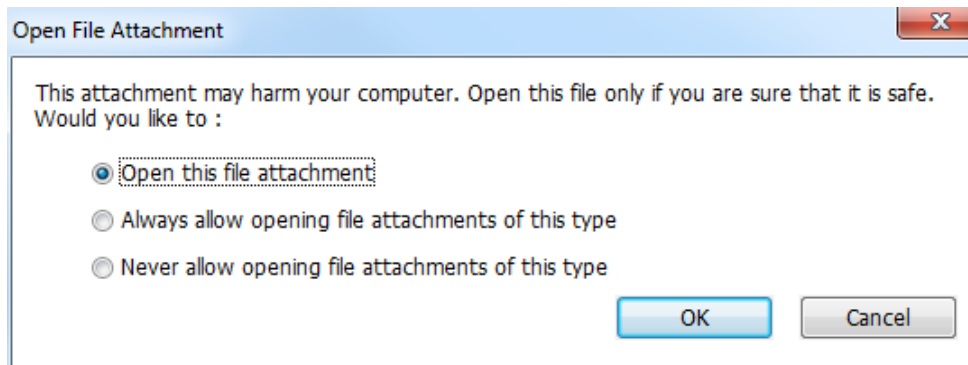 Open File Attachment
This attachment may harm your computer. Open this file only if you are sure that it is safe.
Would you like to :
Open this file attachment
Always allow opening file attachments of this type
Never allow opening file attachments of this type
OK Cancel